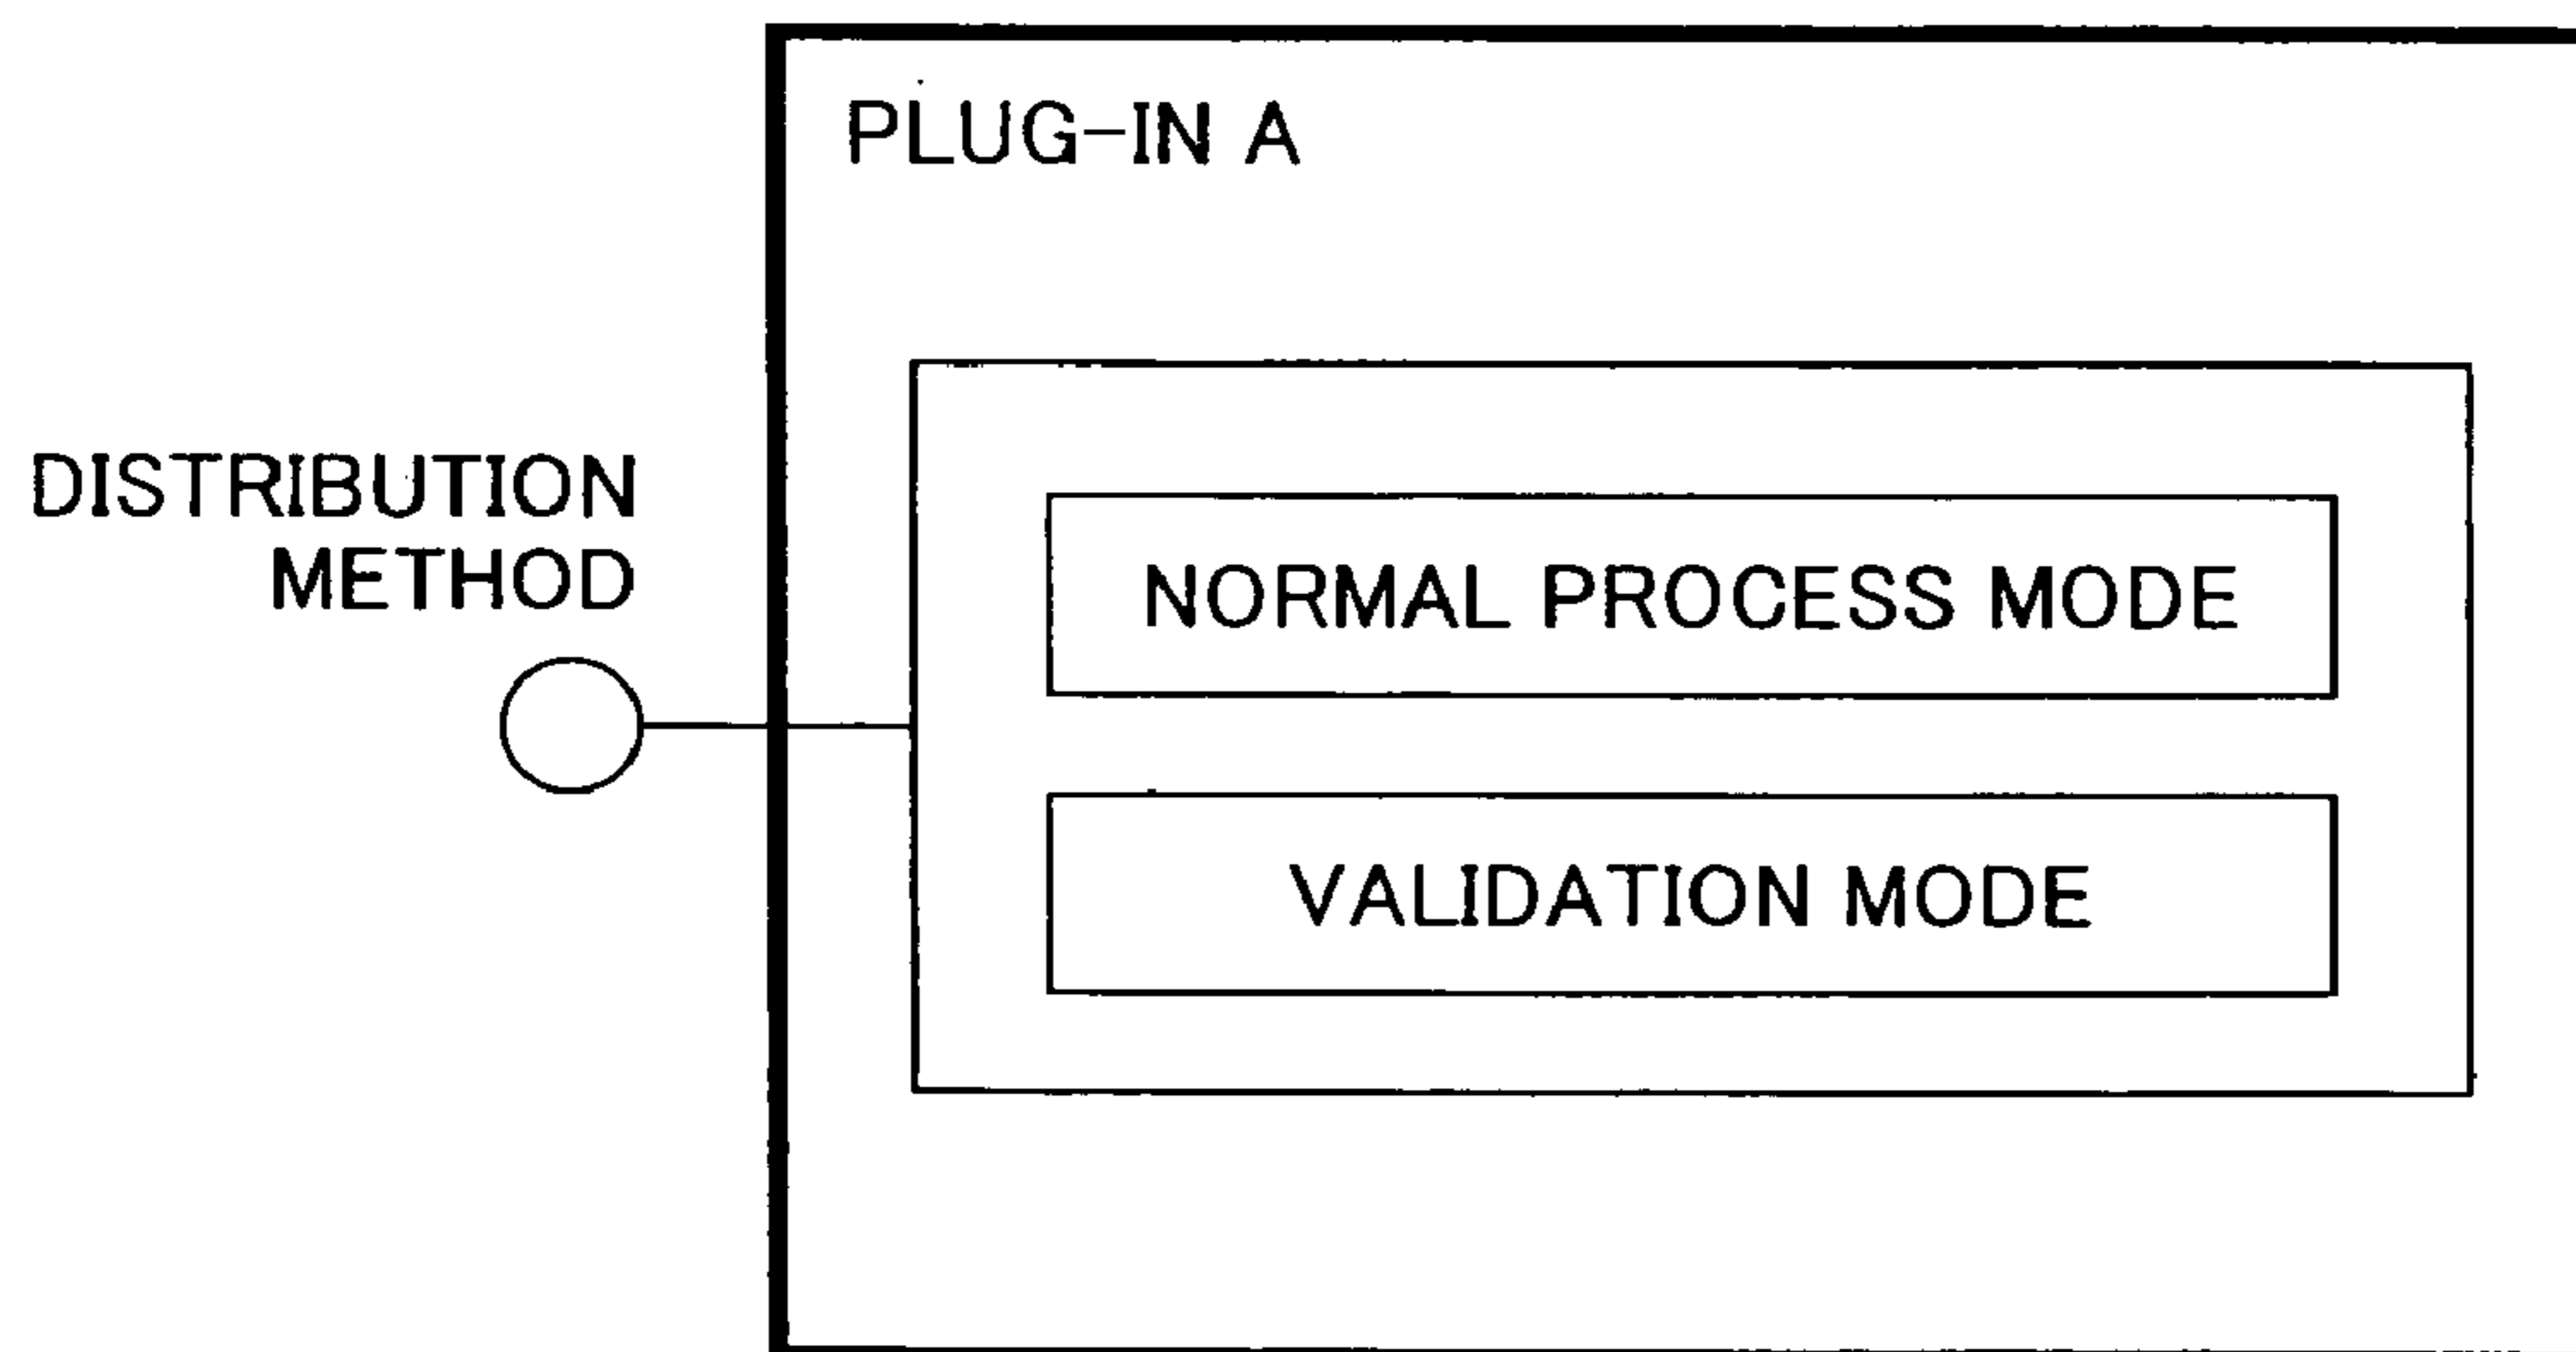 PLUG-IN A
DISTRIBUTION
METHOD
NORMAL PROCESS MODE
VALIDATION MODE